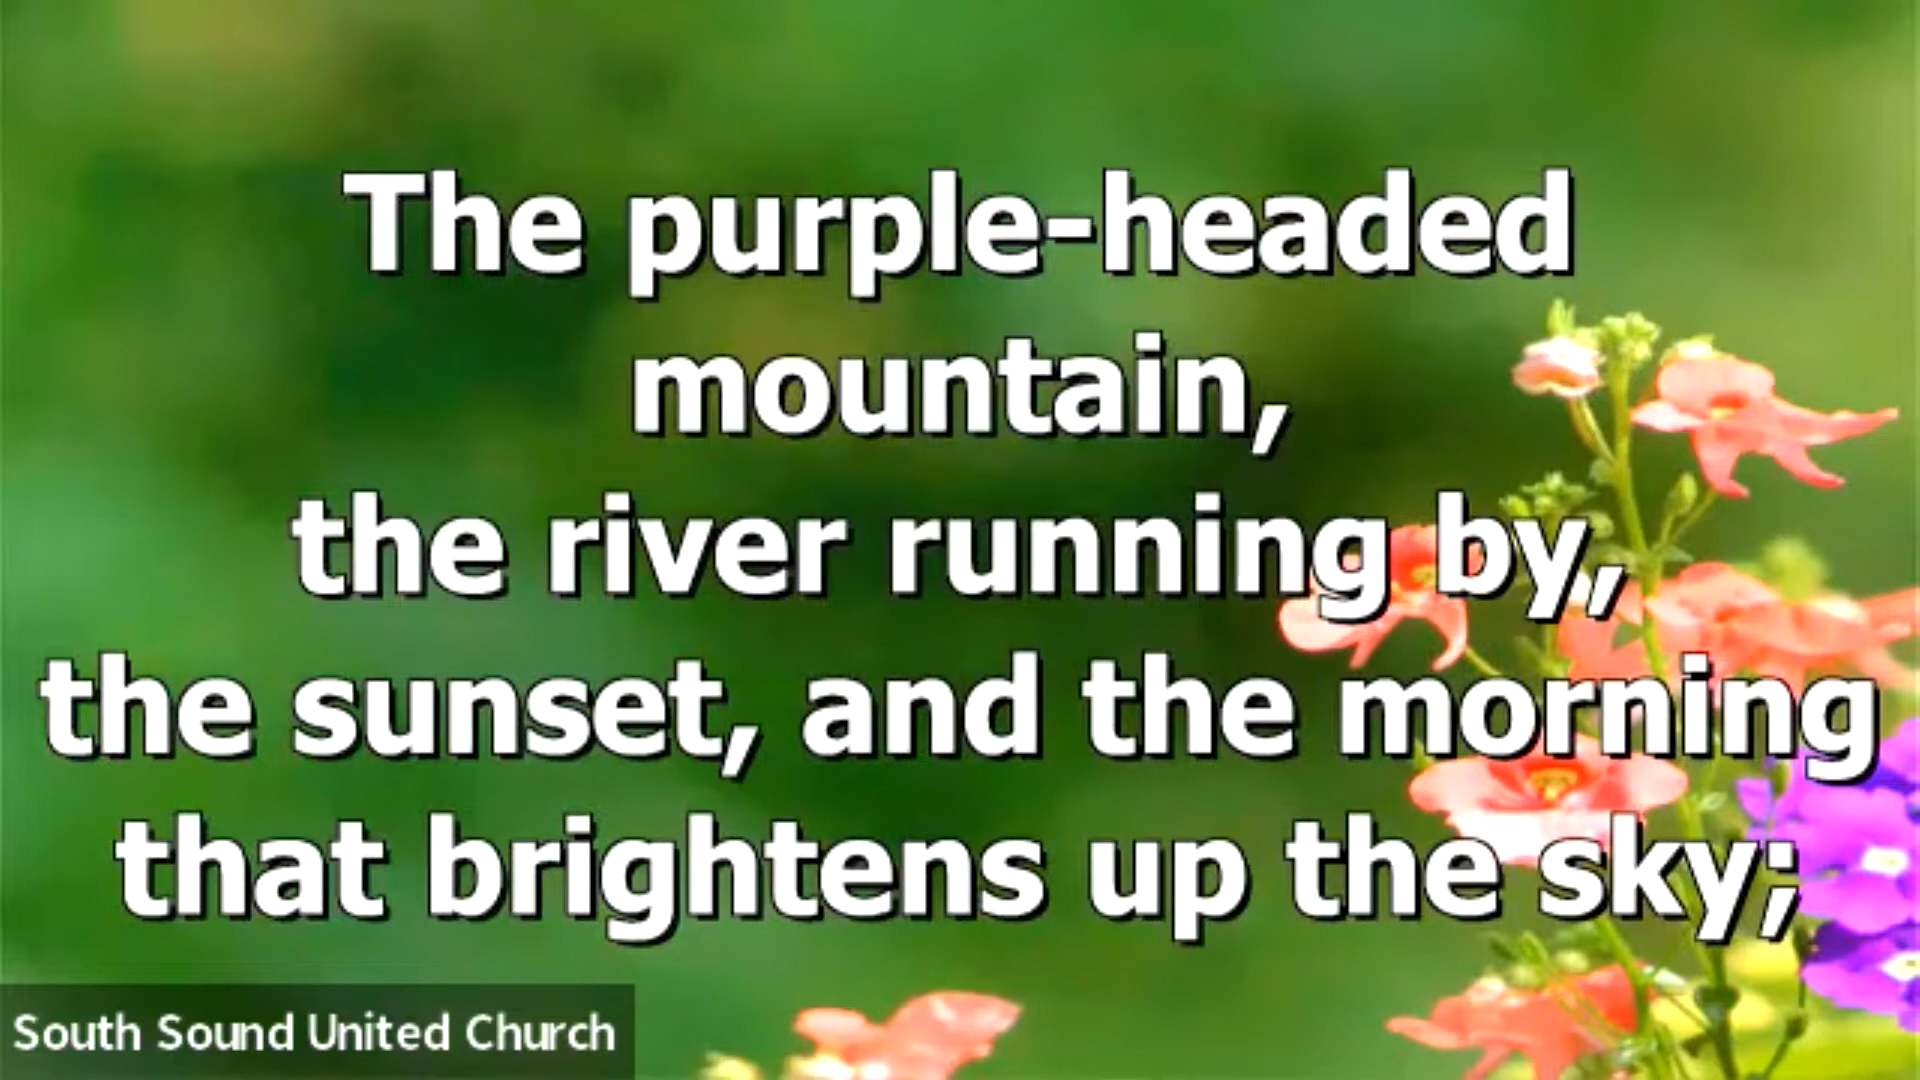 The purple-headed
mountain,
the river running by,
the sunset, and the morning
that brightens up the sky;
South Sound United Church